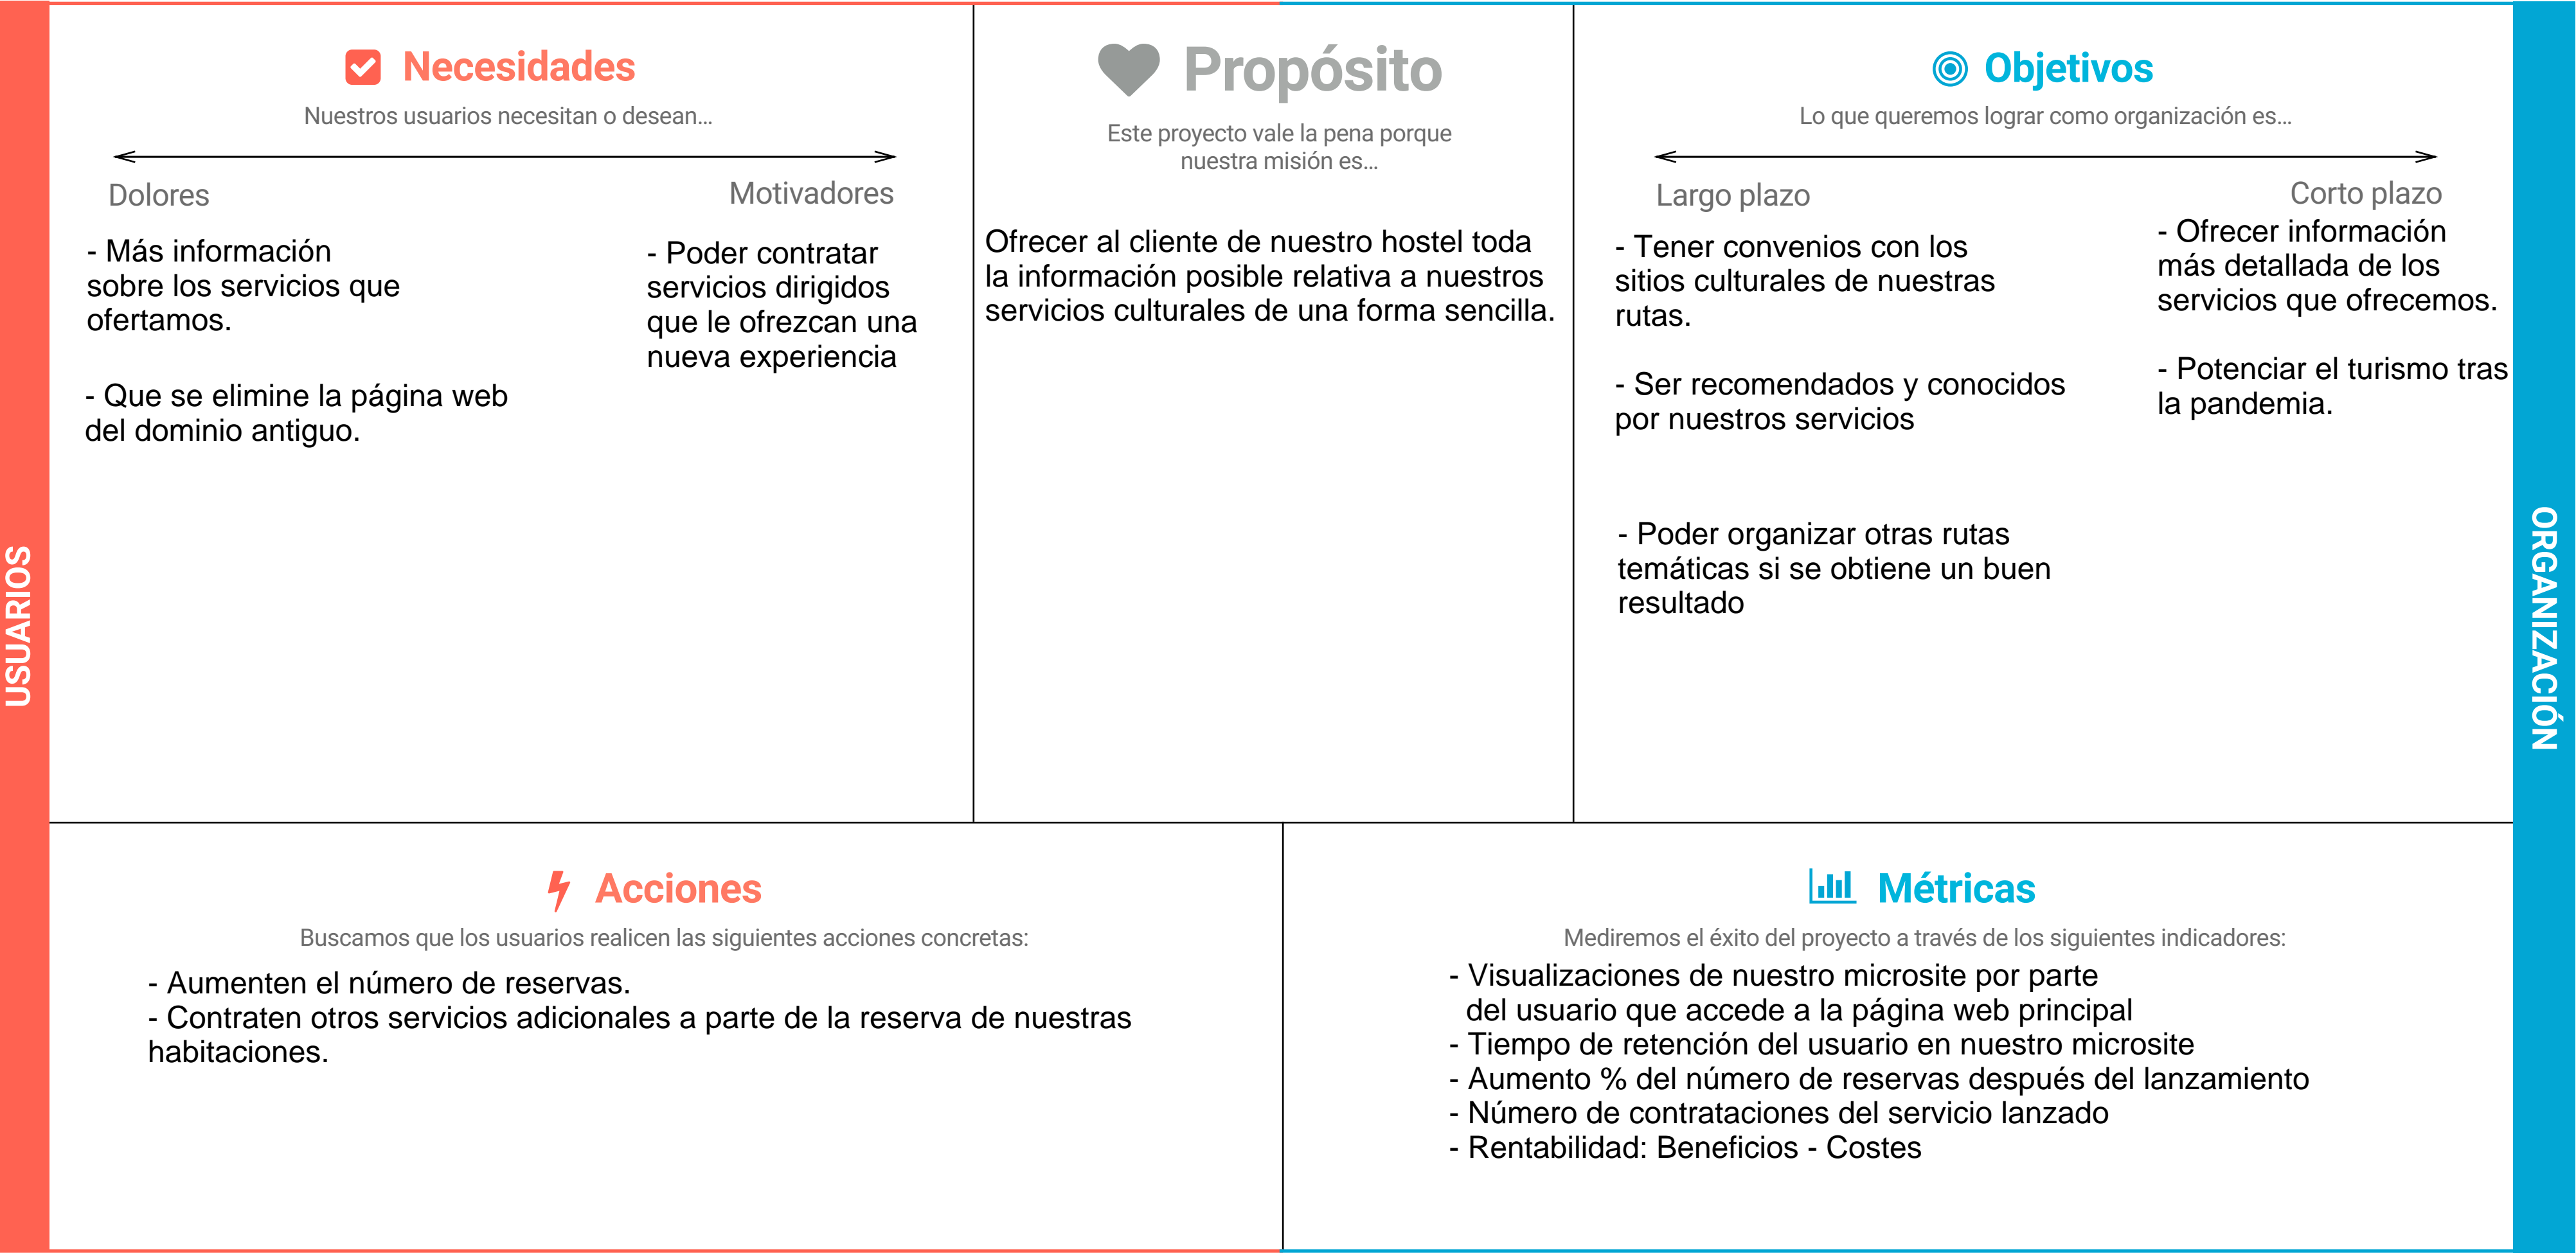 USUARIOS
Necesidades
Nuestros usuarios necesitan o desean...
Dolores
Motivadores
- Más información
sobre los servicios que
ofertamos.
- Que se elimine la página web
del dominio antiguo.
- Poder contratar
servicios dirigidos
que le ofrezcan una
nueva experiencia
Propósito
Este proyecto vale la pena porque
nuestra misión es...
Ofrecer al cliente de nuestro hostel toda
la información posible relativa a nuestros
servicios culturales de una forma sencilla.
Objetivos
Lo que queremos lograr como organización es...
Largo plazo
Corto plazo
- Tener convenios con los
sitios culturales de nuestras
rutas.
- Ser recomendados y conocidos
por nuestros servicios
- Poder organizar otras rutas
temáticas si se obtiene un buen
resultado
- Ofrecer información
más detallada de los
servicios que ofrecemos.
- Potenciar el turismo tras
la pandemia.
ORGANIZACIÓN
Acciones
Buscamos que los usuarios realicen las siguientes acciones concretas:
- Aumenten el número de reservas.
- Contraten otros servicios adicionales a parte de la reserva de nuestras
habitaciones.
Métricas
Mediremos el éxito del proyecto a través de los siguientes indicadores:
- Visualizaciones de nuestro microsite por parte
del usuario que accede a la página web principal
- Tiempo de retención del usuario en nuestro microsite
- Aumento % del número de reservas después del lanzamiento
- Número de contrataciones del servicio lanzado
- Rentabilidad: Beneficios - Costes